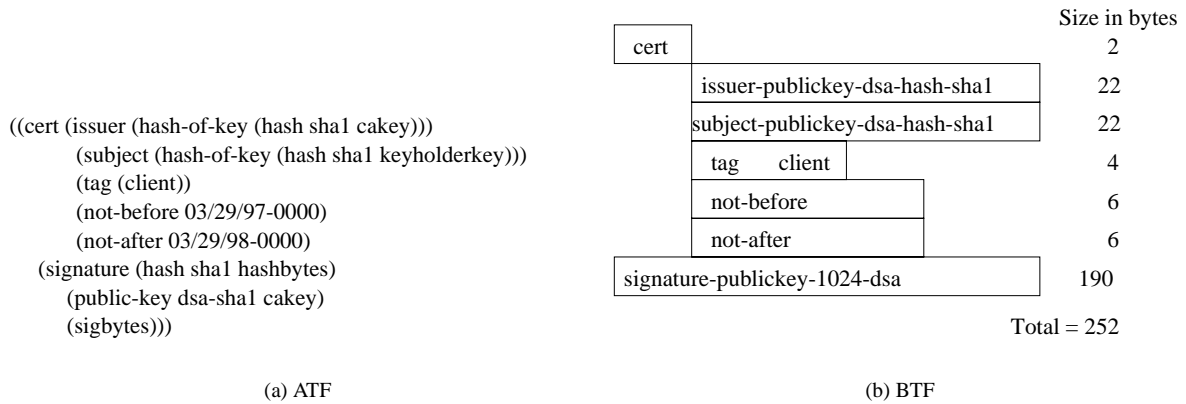 ((cert (issuer (hash-of-key (hash sha1 cakey)))
(subject (hash-of-key (hash sha1 keyholderkey)))
(tag (client))
(not-before 03/29/97-0000)
(not-after 03/29/98-0000)
(signature (hash sha1 hashbytes)
(public-key dsa-sha1 cakey)
(sigbytes)))
(a) ATF
Size in bytes
cert 2
issuer-publickey-dsa-hash-sha1 22
subject-publickey-dsa-hash-sha1 22
tag client 4
not-before 6
not-after 6
signature-publickey-1024-dsa 190
Total = 252
(b) BTF